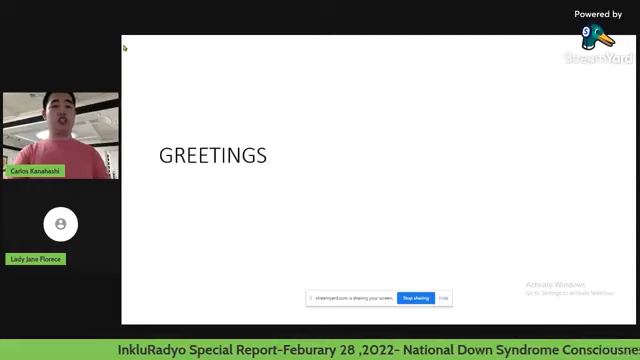 Powered by
S
StreamYard
GREETINGS
Carlos Kanahashi
Lady Jane Florece
Activate Windows
Go to Settings to activate Windows.
streamyard.com is sharing your screen.
Stop sharing
Hide
InkluRadyo Special Report-Feburary 28 ,2022- National Down Syndrome Consciousnes